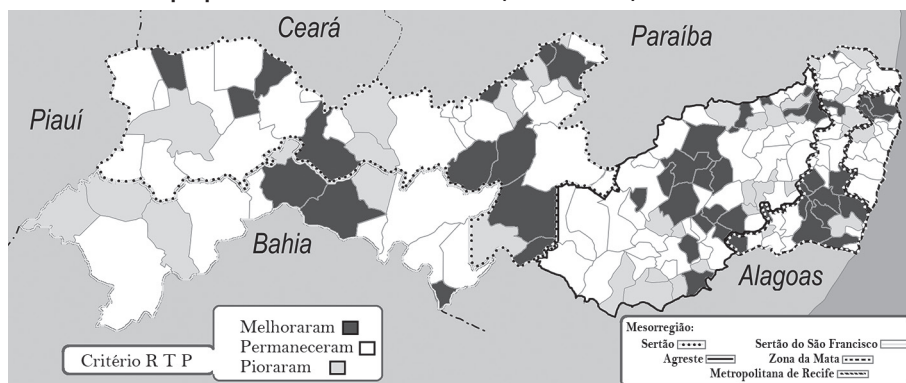 Ceará
Paraíba
Piauí
Bahia
Alagoas
Critério R T P
Melhoraram
Permaneceram
Pioraram
Mesorregião:
Sertão
Sertão do São Francisco
Agreste
Zona da Mata
Metropolitana de Recife